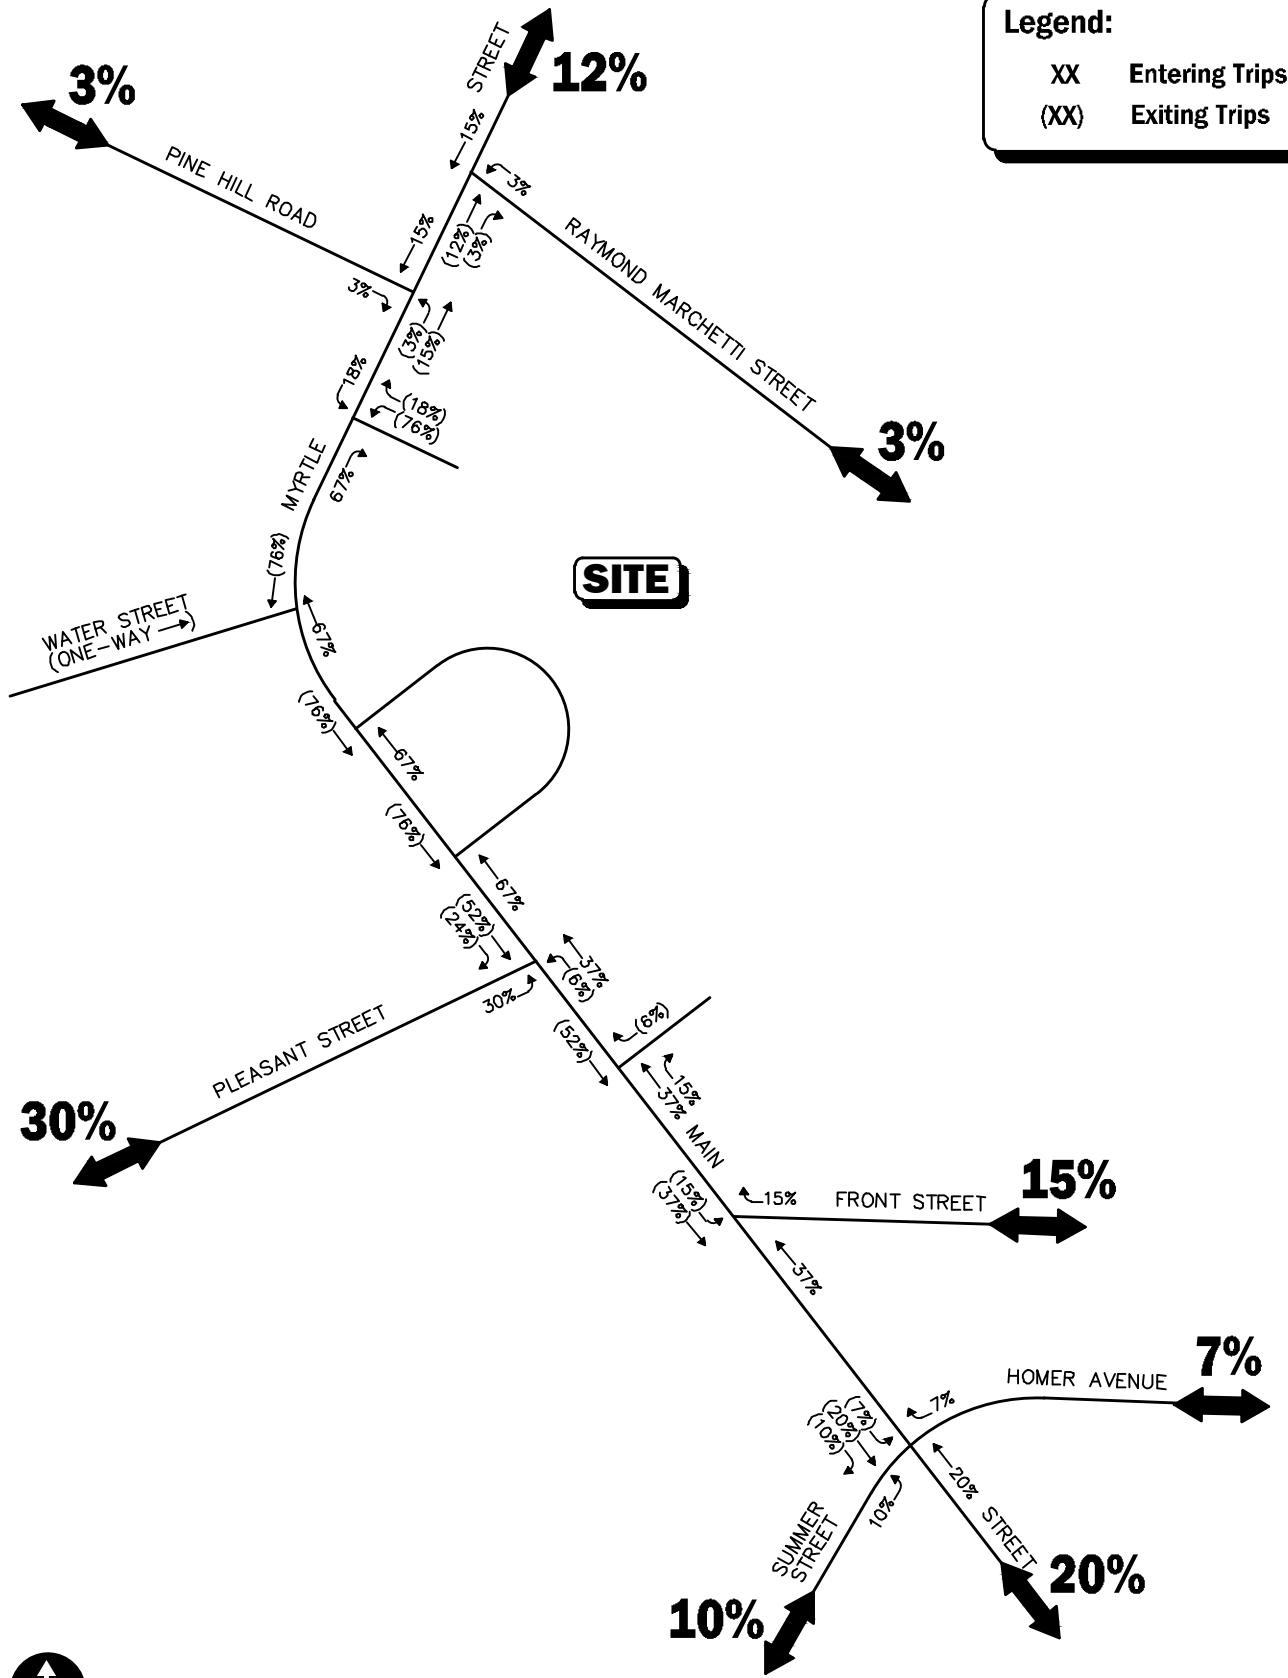 Legend:
XX Entering Trips
(XX) Exiting Trips
12%
3%
STREET
15%
PINE HILL ROAD
3%
15%
(12%)
(3%)
RAYMOND MARCHETTI STREET
3%
3%
(3%)
(15%)
18%
(18%)
(76%)
MYRTLE
67%
(76%)
SITE
WATER STREET
(ONE-WAY →)
67%
(76%)
67%
(76%)
67%
(52%)
(24%)
37%
(6%)
30%
PLEASANT STREET
30%
(52%)
(6%)
15%
37%
MAIN
(15%)
(37%)
15%
FRONT STREET
15%
37%
7%
HOMER AVENUE
7%
(7%)
(20%)
(10%)
20%
10%
STREET
SUMMER
STREET
20%
10%